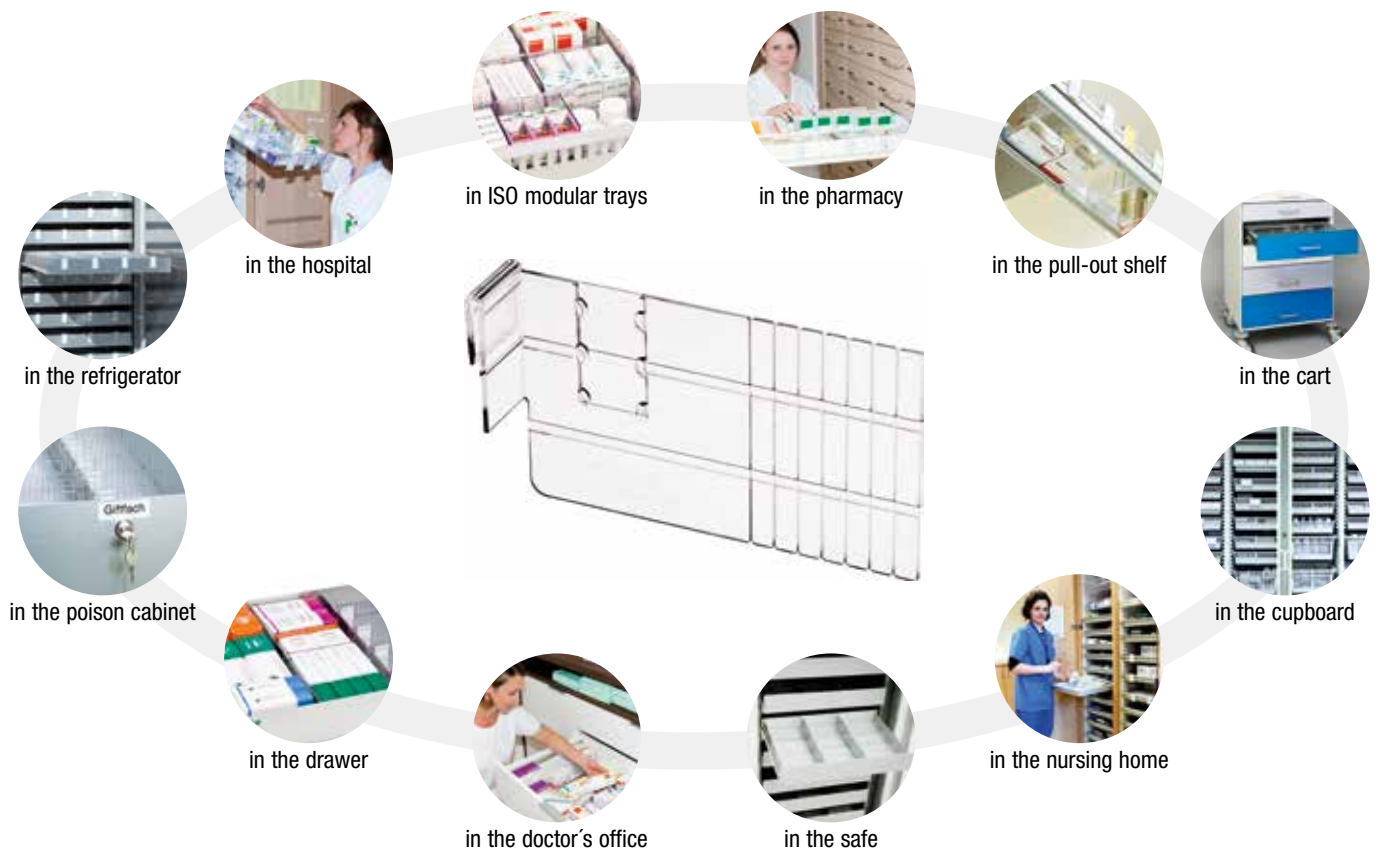 in ISO modular trays
in the pharmacy
in the hospital
in the pull-out shelf
in the refrigerator
in the cart
Giftfach
in the poison cabinet
in the cupboard
in the drawer
in the nursing home
in the doctor´s office
in the safe